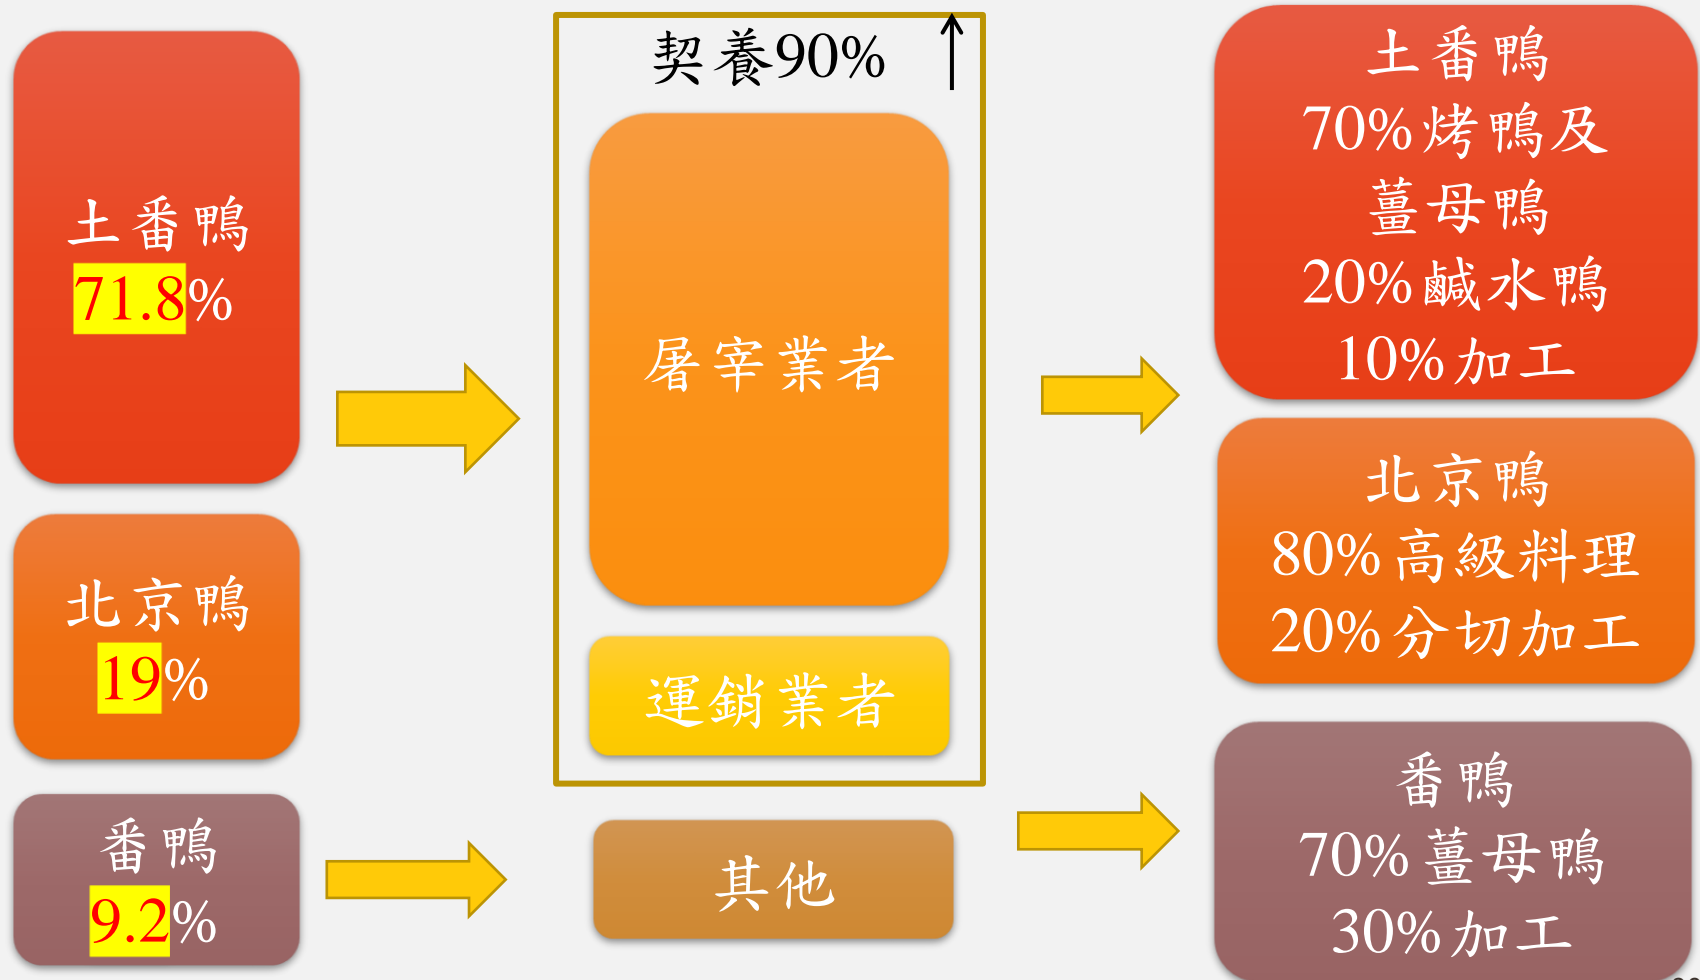 土番鴨
71.8%
北京鴨
19%
番鴨
9.2%
契養90%
屠宰業者
運銷業者
其他
土番鴨
70%烤鴨及
薑母鴨
20%鹹水鴨
10%加工
北京鴨
80%高級料理
20%分切加工
番鴨
70%薑母鴨
30%加工